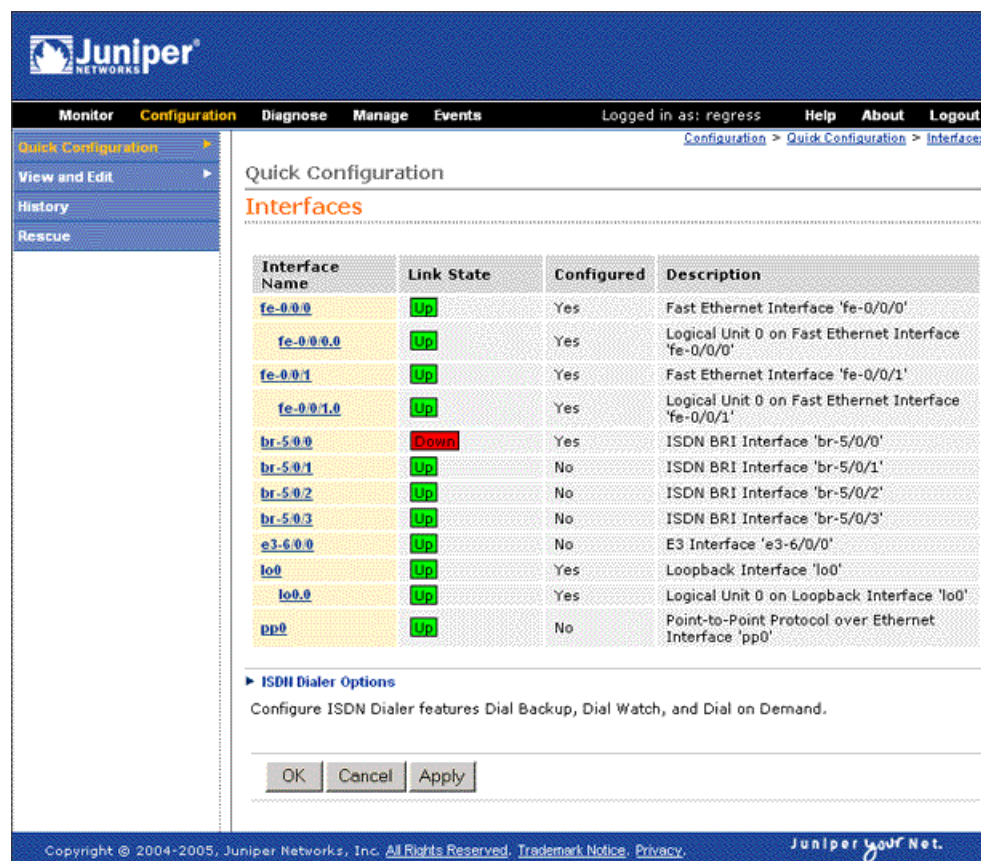 Juniper®
NETWORKS
Monitor Configuration Diagnose Manage Events Logged in as: regress Help About Logout
Configuration > Quick Configuration > Interfaces
Quick Configuration
View and Edit
History
Rescue
Quick Configuration
Interfaces
Interface Name Link State Configured Description
fe-0/0/0 Up Yes Fast Ethernet Interface 'fe-0/0/0'
fe-0/0/0.0 Up Yes Logical Unit 0 on Fast Ethernet Interface 'fe-0/0/0'
fe-0/0/1 Up Yes Fast Ethernet Interface 'fe-0/0/1'
fe-0/0/1.0 Up Yes Logical Unit 0 on Fast Ethernet Interface 'fe-0/0/1'
br-5/0/0 Down Yes ISDN BRI Interface 'br-5/0/0'
br-5/0/1 Up No ISDN BRI Interface 'br-5/0/1'
br-5/0/2 Up No ISDN BRI Interface 'br-5/0/2'
br-5/0/3 Up No ISDN BRI Interface 'br-5/0/3'
e3-6/0/0 Up No E3 Interface 'e3-6/0/0'
lo0 Up Yes Loopback Interface 'lo0'
lo0.0 Up Yes Logical Unit 0 on Loopback Interface 'lo0'
pp0 Up No Point-to-Point Protocol over Ethernet Interface 'pp0'
ISDN Dialer Options
Configure ISDN Dialer features Dial Backup, Dial Watch, and Dial on Demand.
OK Cancel Apply
Copyright © 2004-2005, Juniper Networks, Inc. All Rights Reserved. Trademark Notice. Privacy.
Juniper your Net.